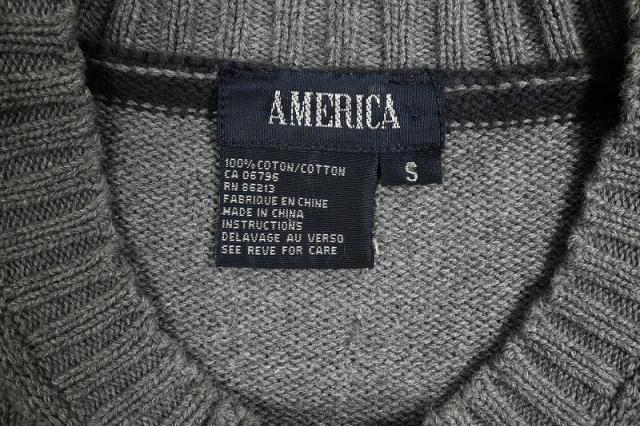 AMERICA
S
100% COTON/COTTON
CA 06796
RN 86213
FABRIQUE EN CHINE
MADE IN CHINA
INSTRUCTIONS
DELAVAGE AU VERSO
SEE REVE FOR CARE